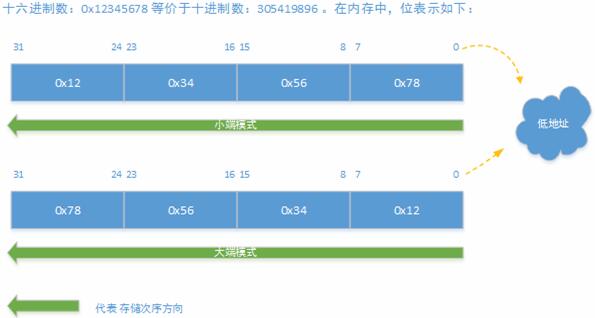 十六进制数：0x12345678 等价于十进制数：305419896 。在内存中，位表示如下：
31 24 23 16 15 8 7 0
0x12 0x34 0x56 0x78
小端模式
低地址
31 24 23 16 15 8 7 0
0x78 0x56 0x34 0x12
大端模式
代表 存储次序方向